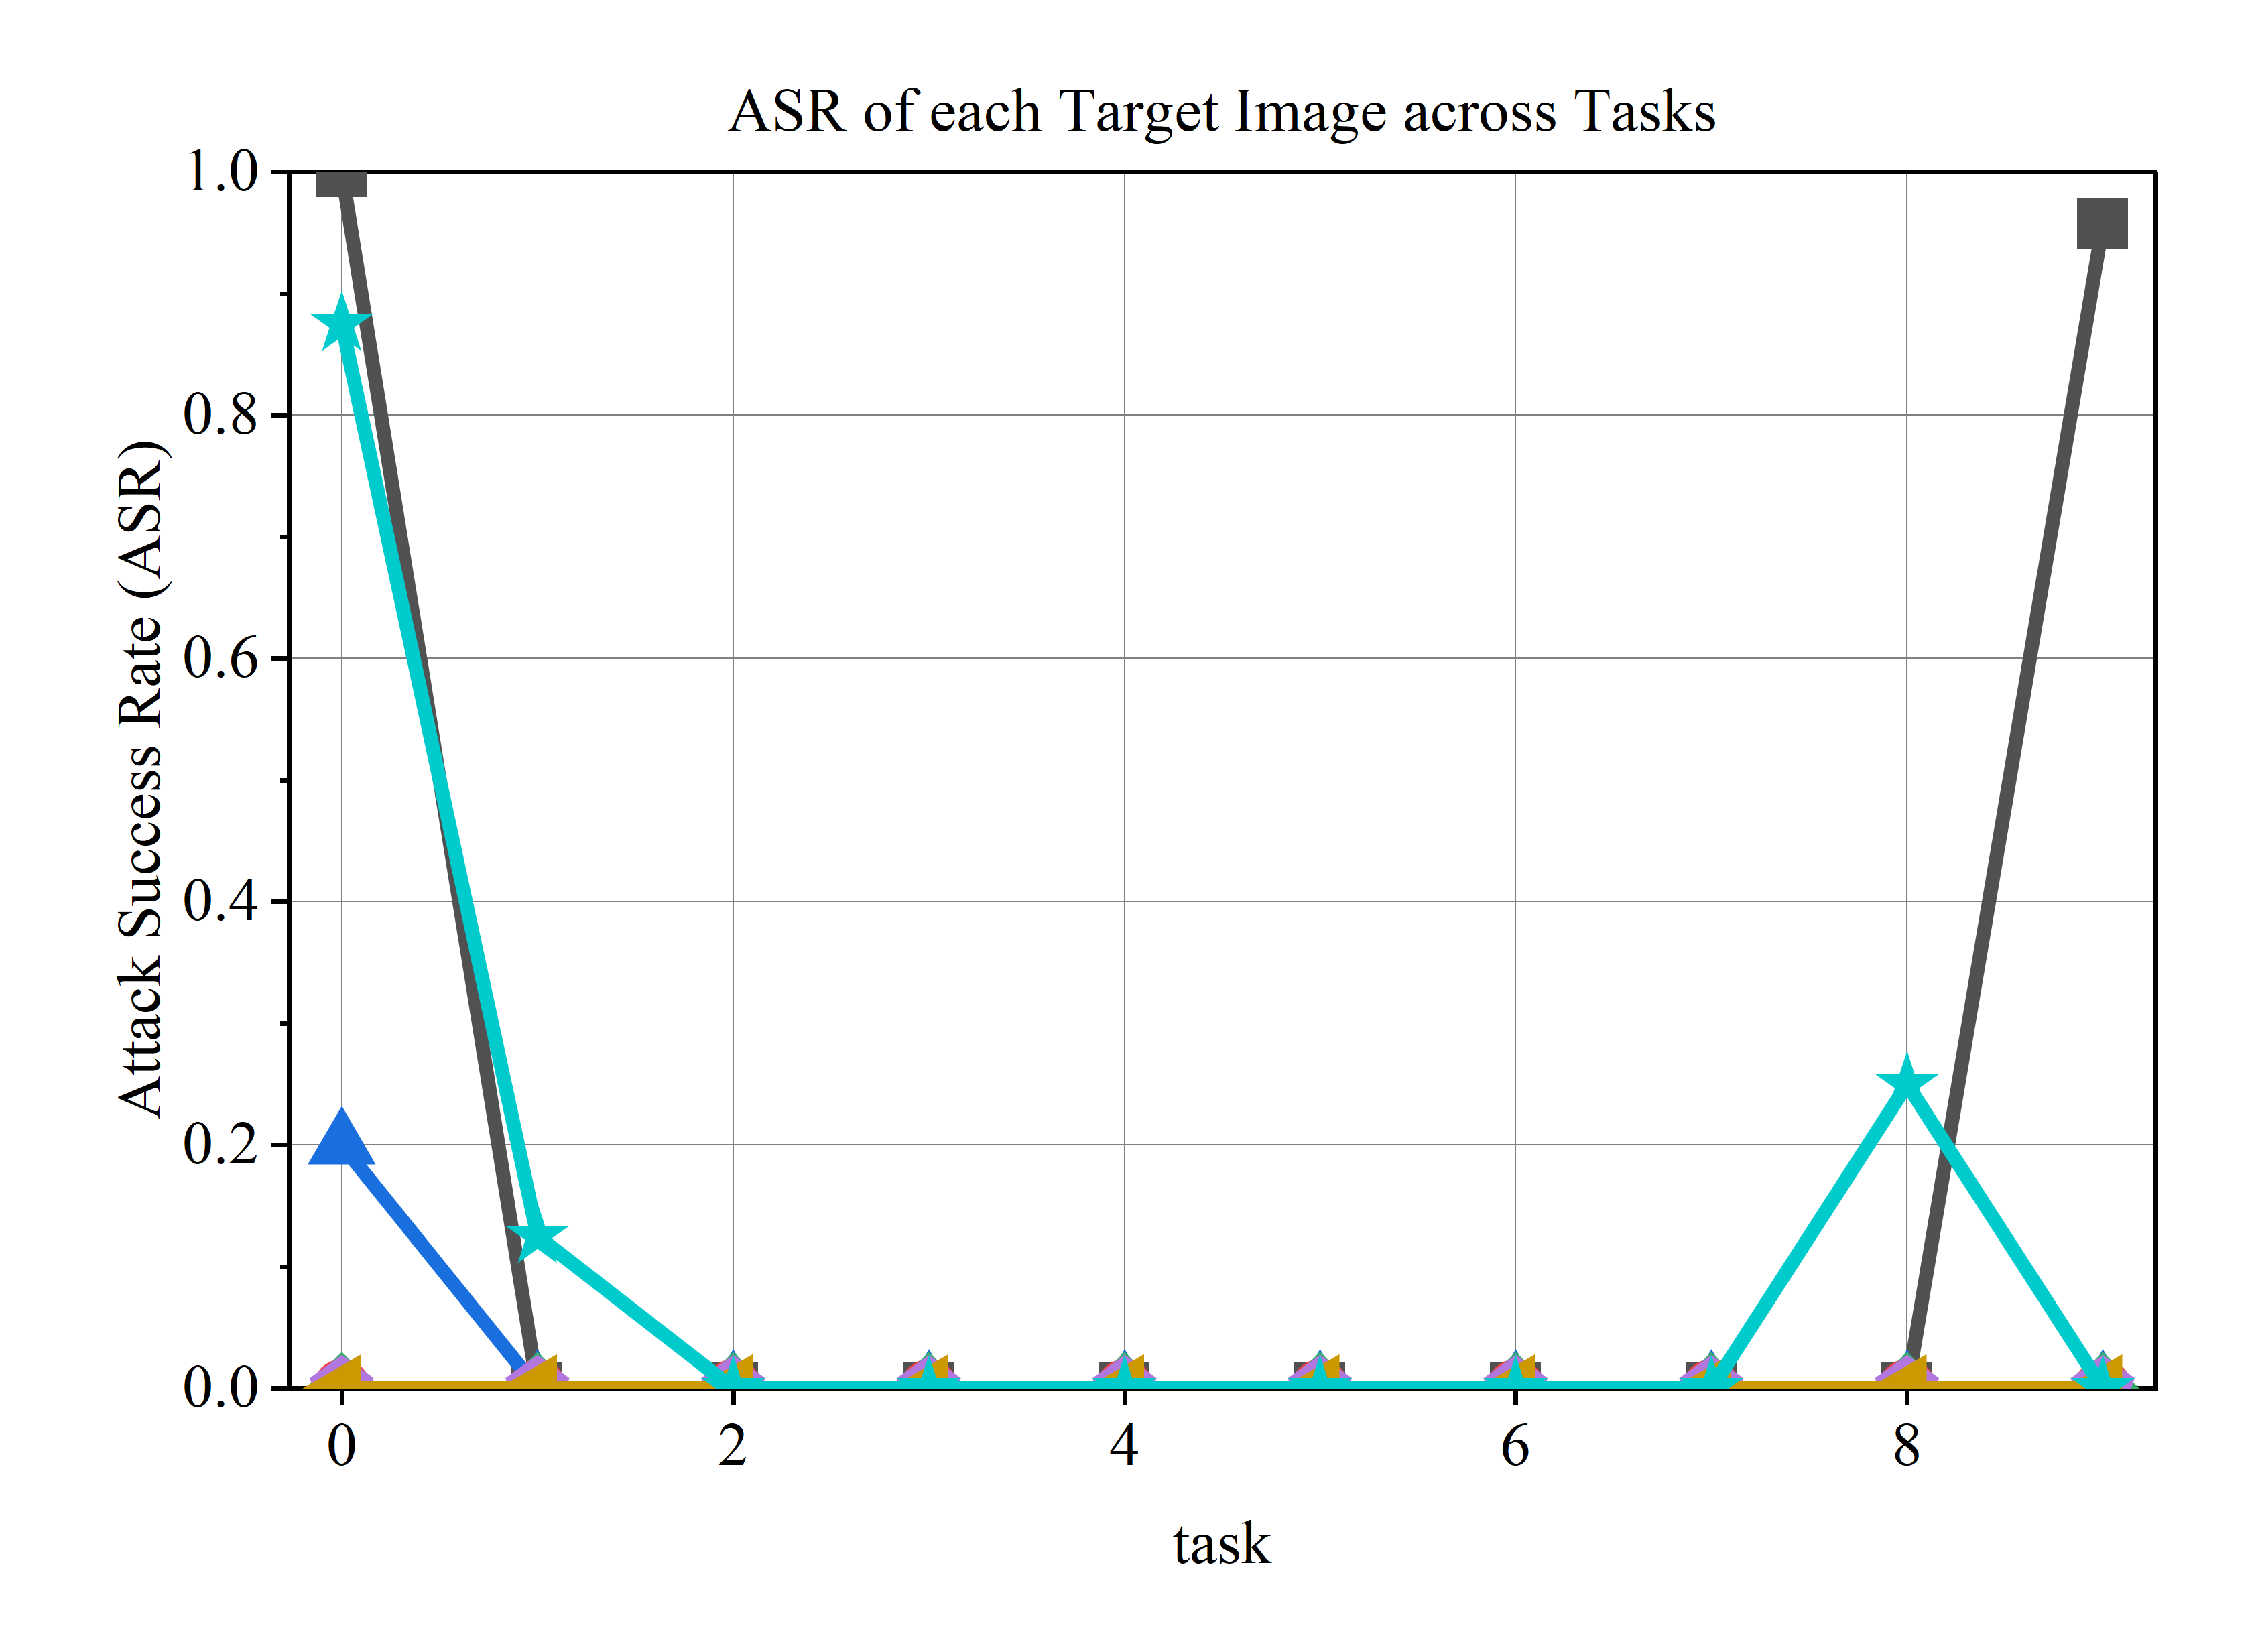 ASR of each Target Image across Tasks
1.0
0.8
0.6
0.4
0.2
0.0
Attack Success Rate (ASR)
0 2 4 6 8
task